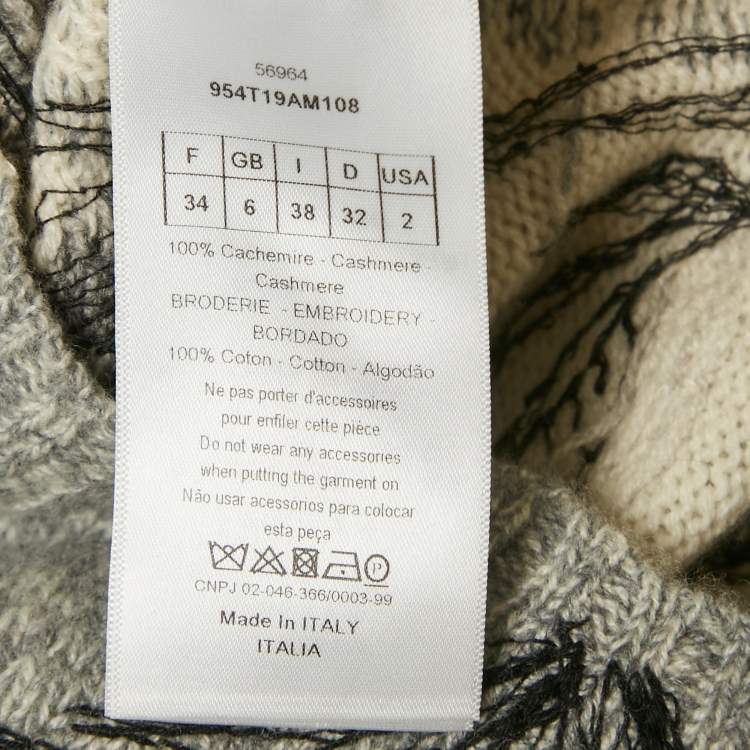 56964
954T19AM108
F GB I D USA
34 6 38 32 2
100% Cachemire - Cashmere -
Cashmere
BRODERIE - EMBROIDERY -
BORDADO
100% Coton - Cotton - Algodão
Ne pas porter d'accessoires
pour enfiler cette pièce
Do not wear any accessories
when putting the garment on
Não usar acessórios para colocar
esta peça
P
CNPJ 02-046-366/0003-99
Made in ITALY
ITALIA